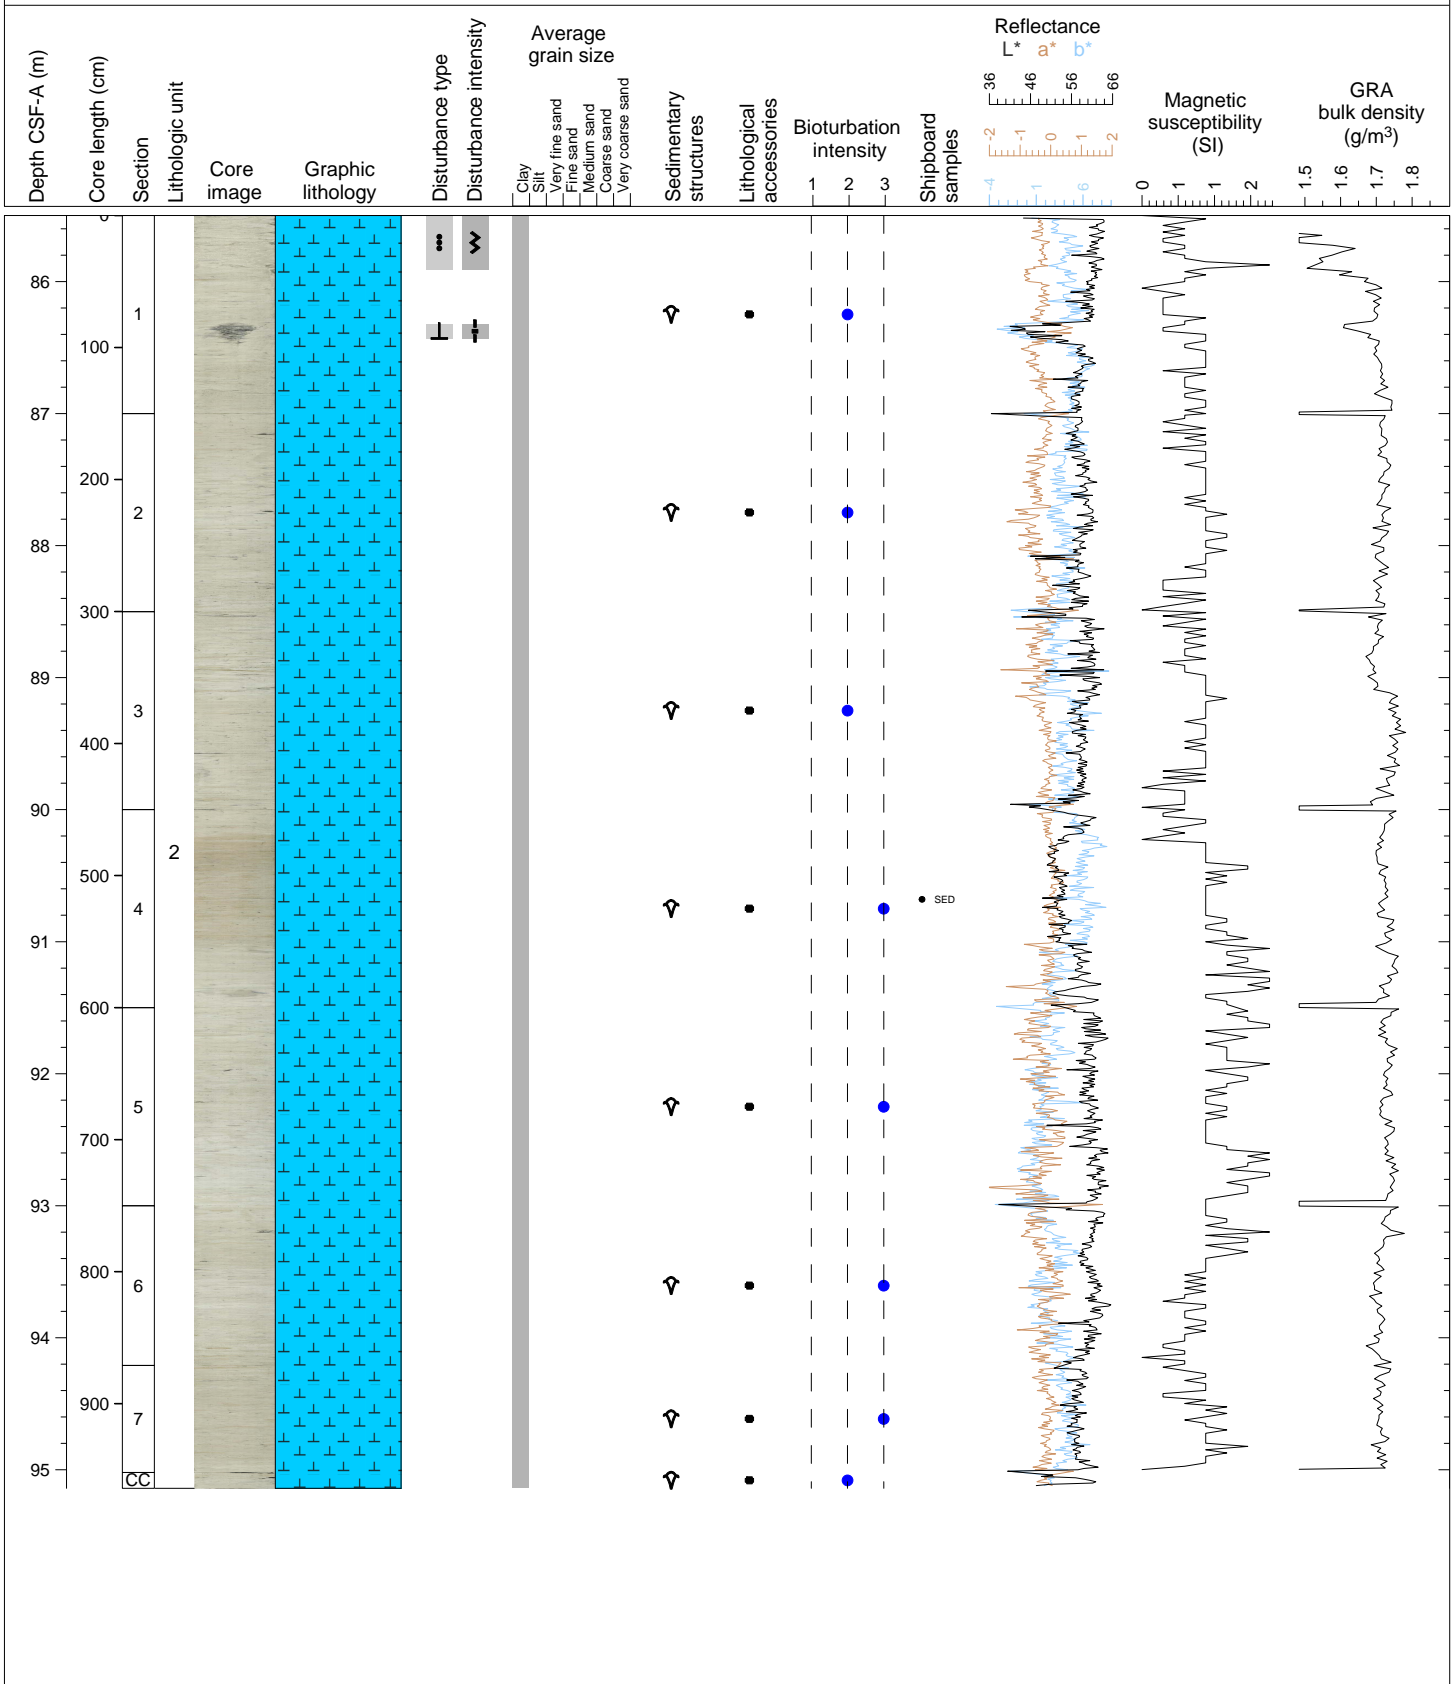 Depth CSF-A (m)
Core length (cm)
Section
Lithologic unit
Core
image
Graphic
lithology
Disturbance type
Disturbance intensity
Average
grain size
Clay
Silt
Very fine sand
Fine sand
Medium sand
Coarse sand
Very coarse sand
Sedimentary
structures
Lithological
accessories
Bioturbation
intensity
1 2 3
Shipboard
samples
Reflectance
L* a* b*
36 46 56 66
-2 -1 0 1 2
-4 1 6
Magnetic
susceptibility
(SI)
0 1 1 2
GRA
bulk density
(g/m3)
1.5 1.6 1.7 1.8
0
86
1
100
87
200
2
88
300
89
3
400
90
2
500
4
SED
91
600
92
5
700
93
800
6
94
900
7
95
CC